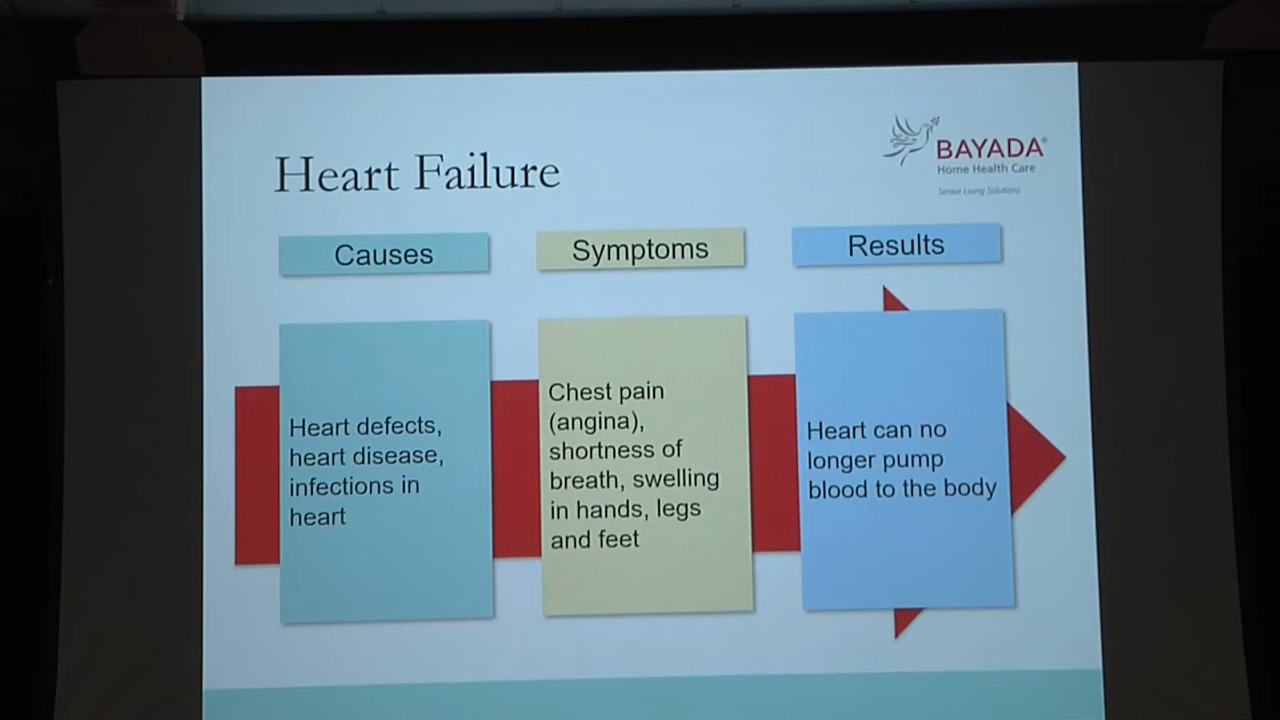 Heart Failure
BAYADA®
Home Health Care
Senior Living Solutions
Causes
Symptoms
Results
Heart defects,
heart disease,
infections in
heart
Chest pain
(angina),
shortness of
breath, swelling
in hands, legs
and feet
Heart can no
longer pump
blood to the body